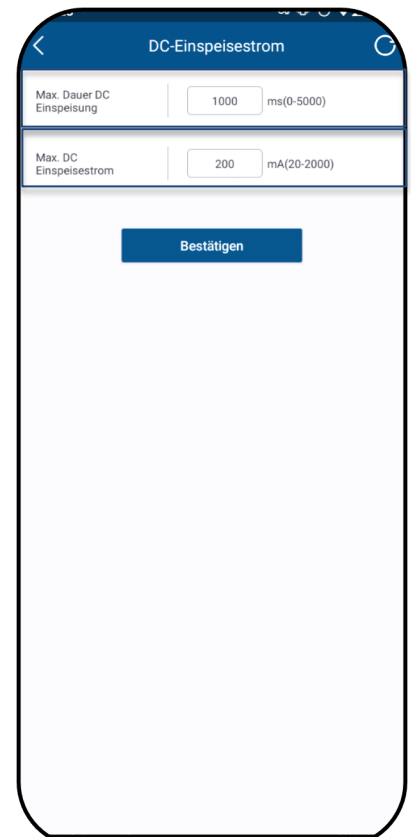 DC-Einspeisestrom
Max. Dauer DC
Einspeisung
1000 ms(0-5000)
Max. DC
Einspeisestrom
200 mA(20-2000)
Bestätigen